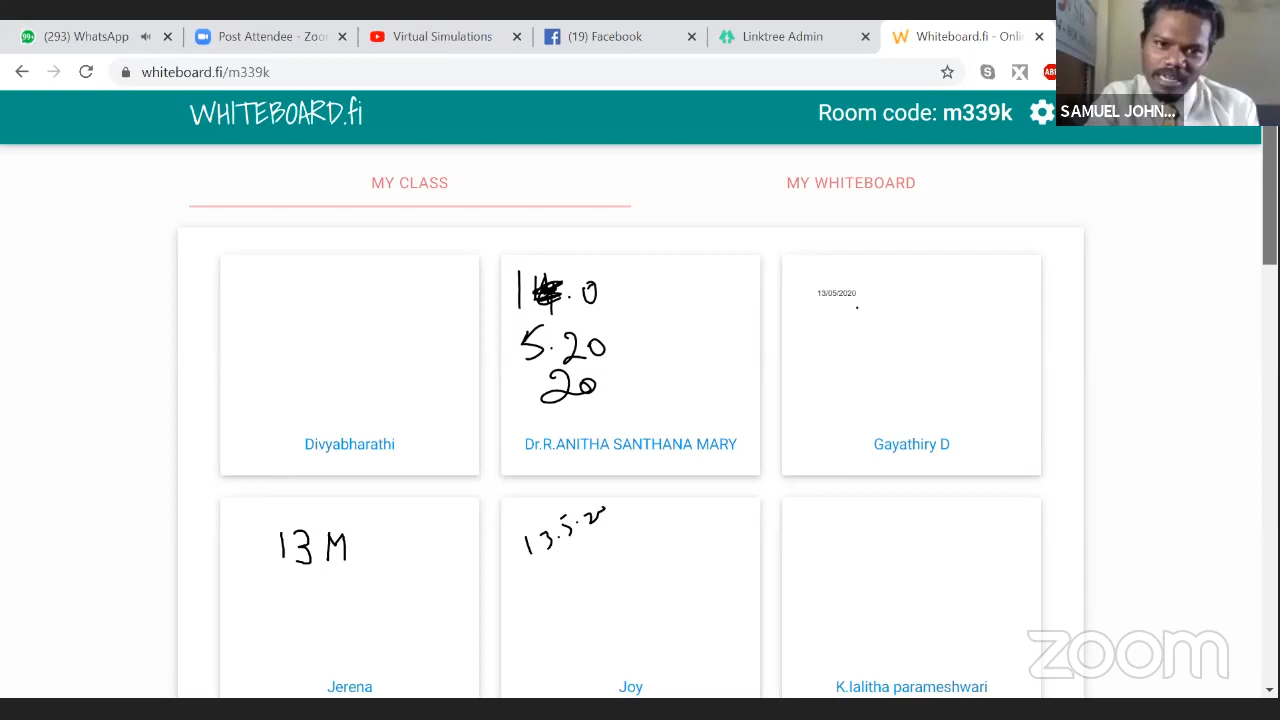 (293) WhatsApp
Post Attendee - Zoo
Virtual Simulations
(19) Facebook
Linktree Admin
Whiteboard.fi - Onli
99+
whiteboard.fi/m339k
AB
SAMUEL JOHN...
WHITEBOARD.fi
Room code: m339k
MY CLASS
MY WHITEBOARD
5.20
20
13/05/2020
Divyabharathi
Dr.R.ANITHA SANTHANA MARY
Gayathiry D
13 M
13.5.20
Jerena
Joy
K.lalitha parameshwari
zoom